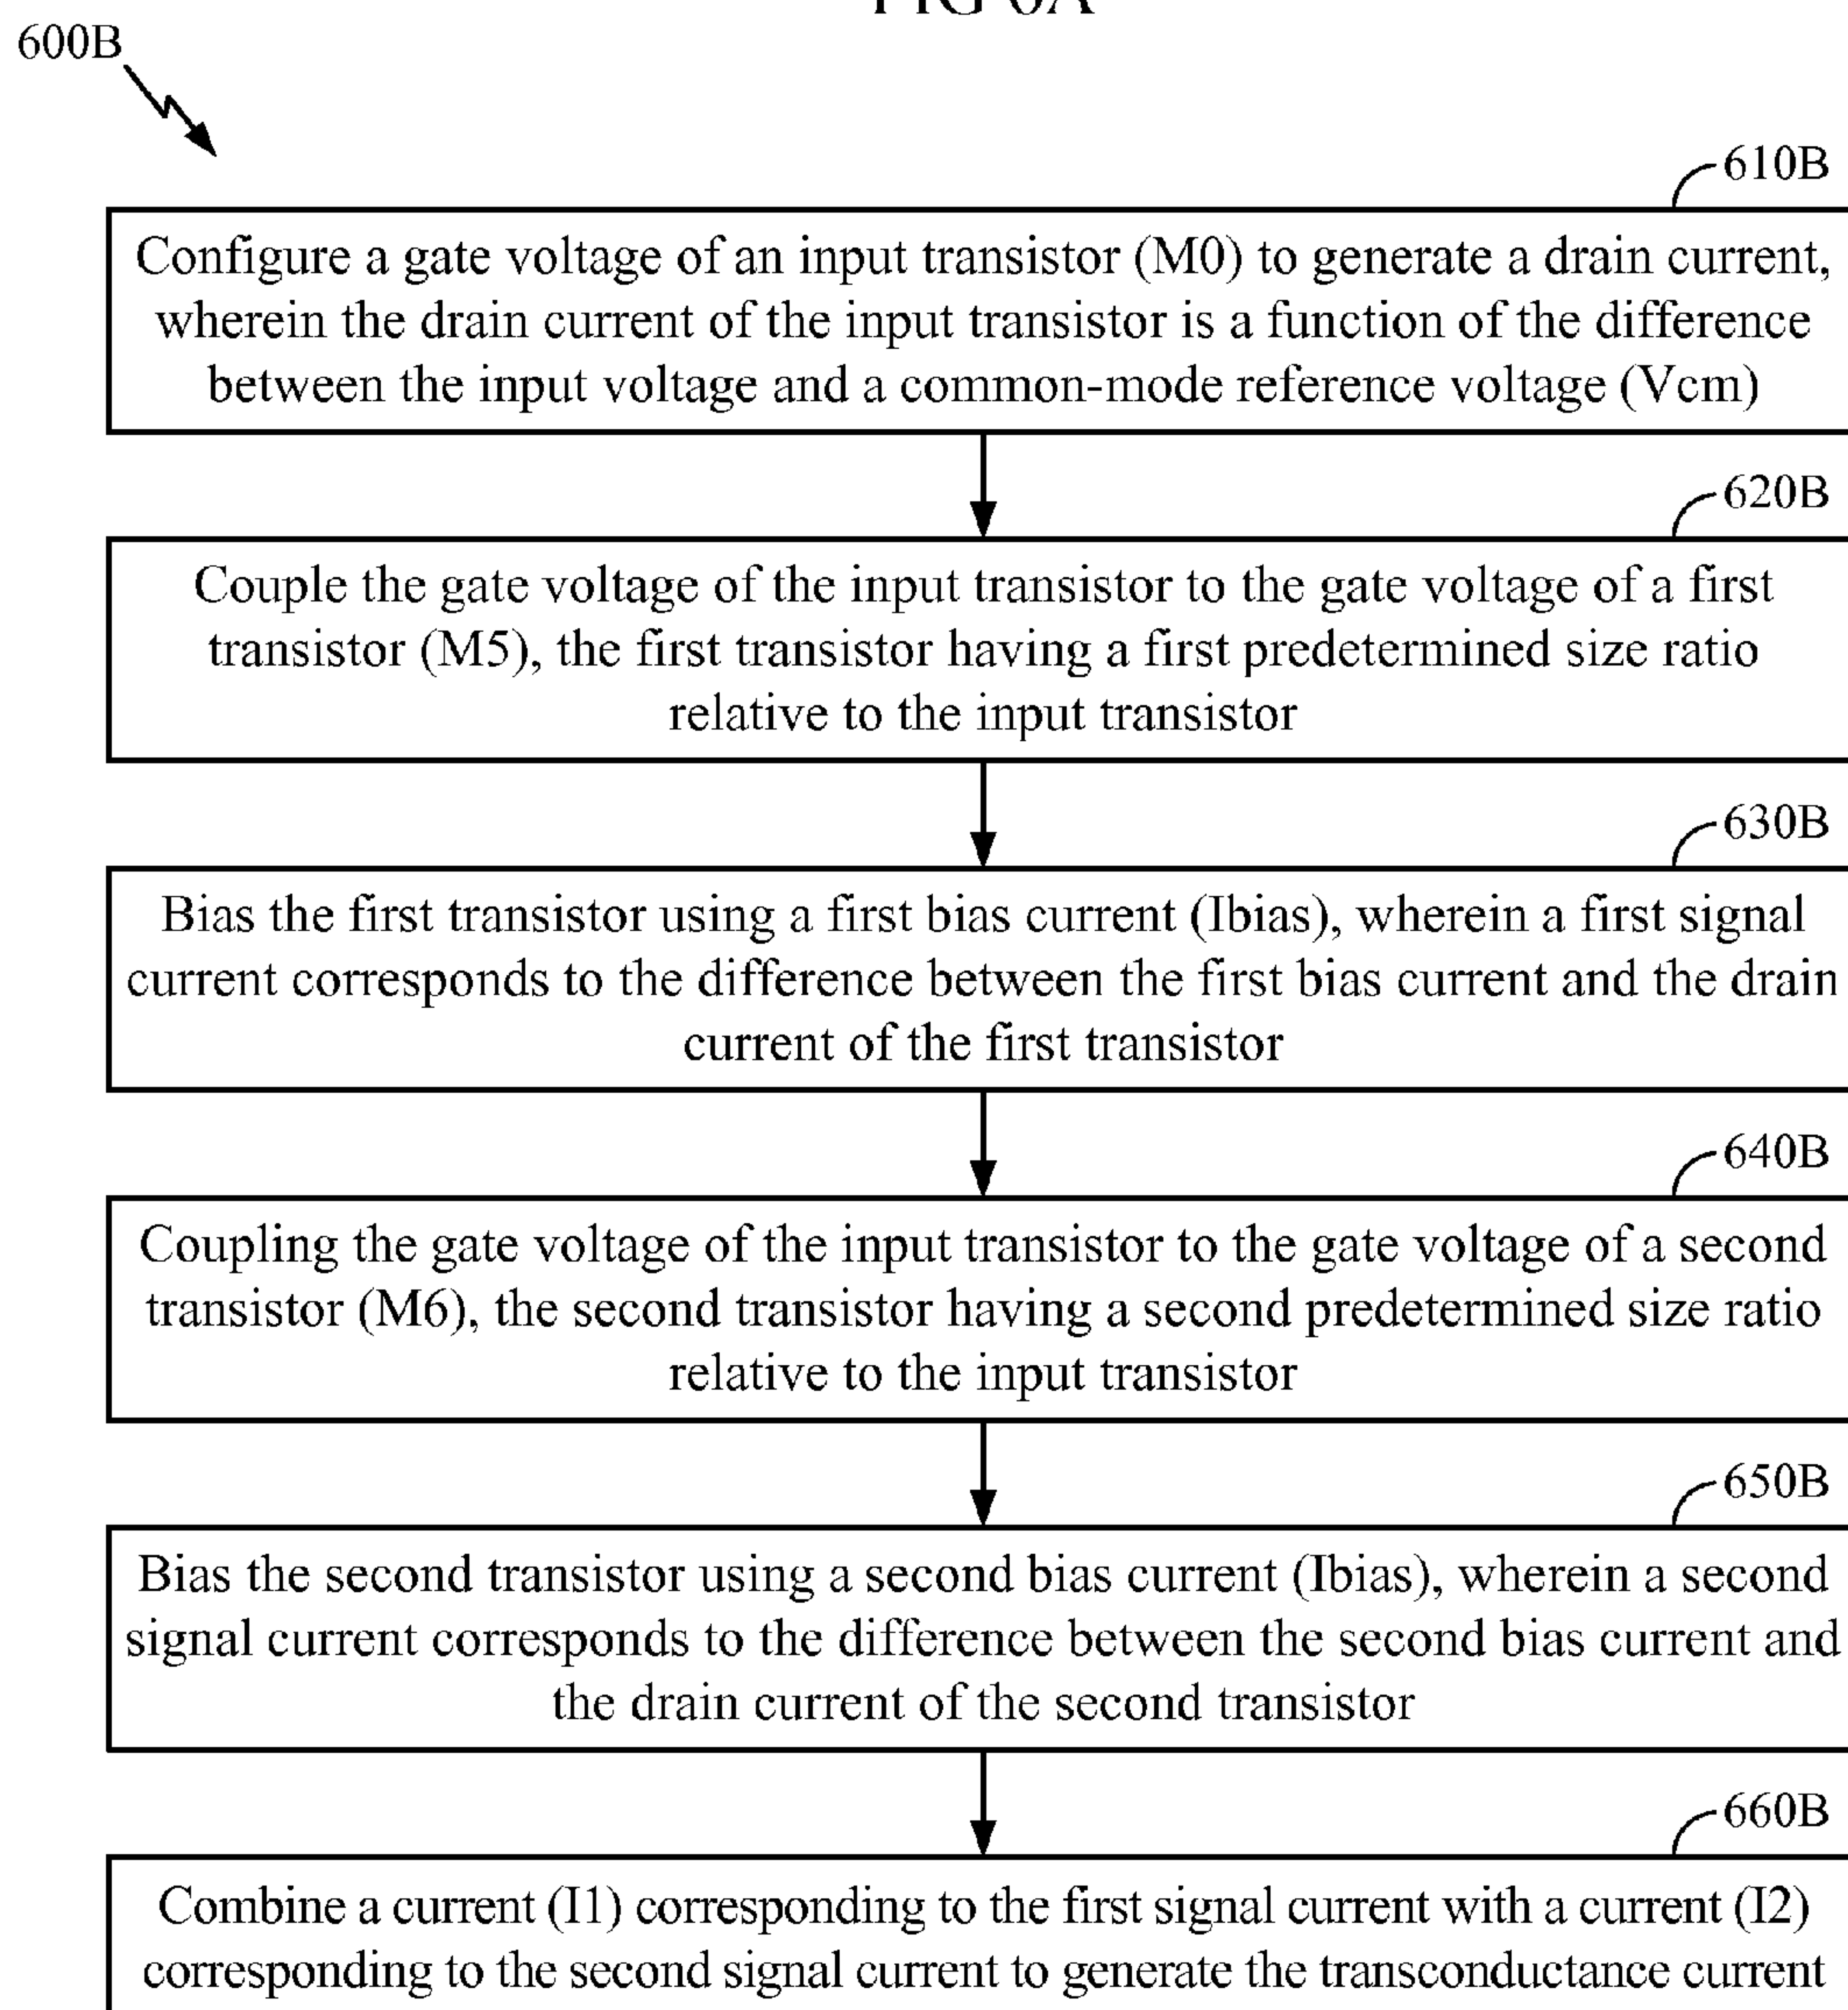 600B
610B
Configure a gate voltage of an input transistor (M0) to generate a drain current,
wherein the drain current of the input transistor is a function of the difference
between the input voltage and a common-mode reference voltage (Vcm)
620B
Couple the gate voltage of the input transistor to the gate voltage of a first
transistor (M5), the first transistor having a first predetermined size ratio
relative to the input transistor
630B
Bias the first transistor using a first bias current (Ibias), wherein a first signal
current corresponds to the difference between the first bias current and the drain
current of the first transistor
640B
Coupling the gate voltage of the input transistor to the gate voltage of a second
transistor (M6), the second transistor having a second predetermined size ratio
relative to the input transistor
650B
Bias the second transistor using a second bias current (Ibias), wherein a second
signal current corresponds to the difference between the second bias current and
the drain current of the second transistor
660B
Combine a current (I1) corresponding to the first signal current with a current (I2)
corresponding to the second signal current to generate the transconductance current